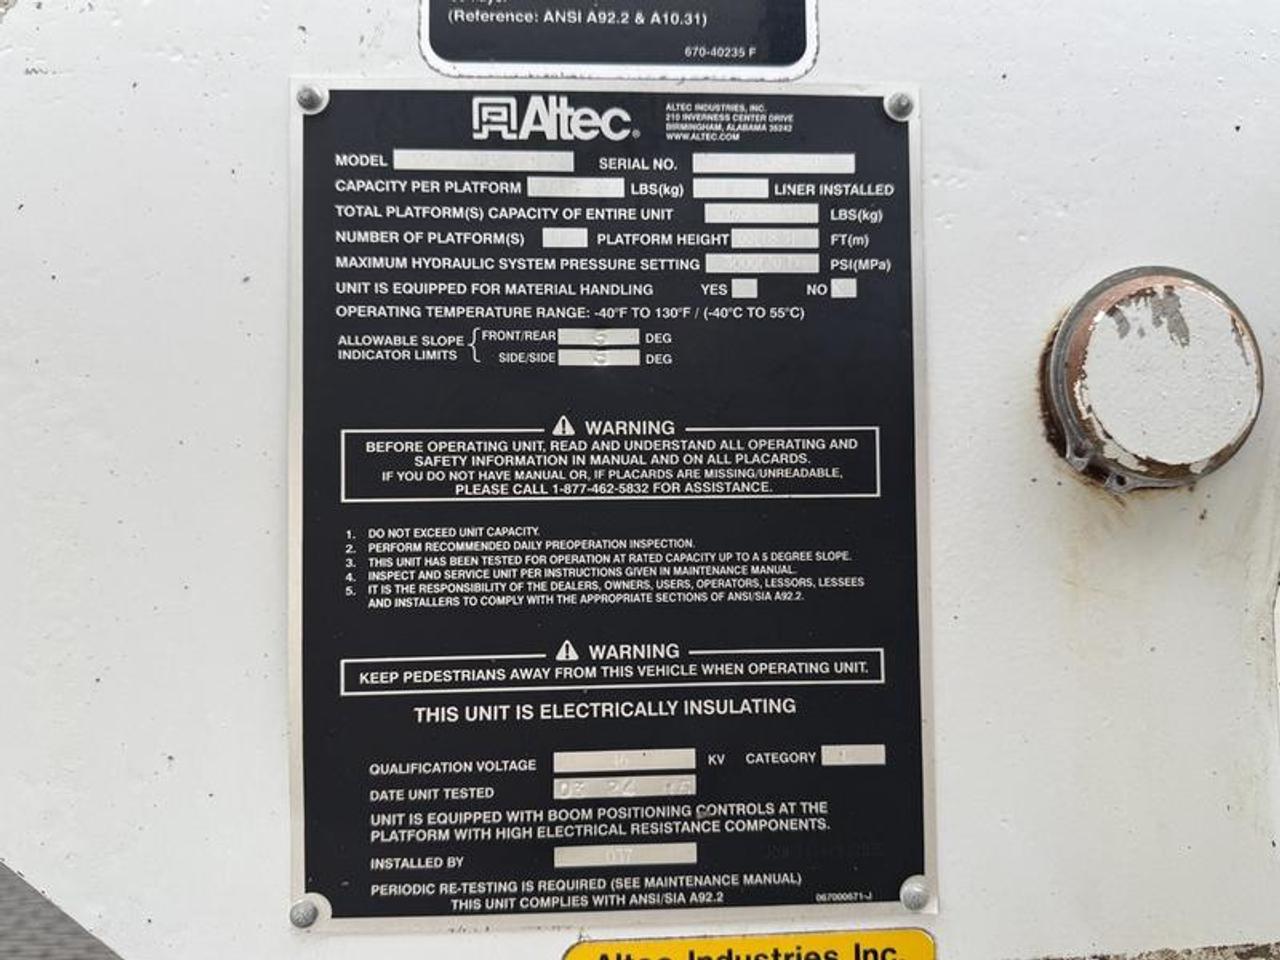 (Reference: ANSI A92.2 & A10.31)
670-40235 F
Altec®
ALTEC INDUSTRIES, INC.
210 INVERNESS CENTER DRIVE
BIRMINGHAM, ALABAMA 35242
WWW.ALTEC.COM
MODEL SERIAL NO.
CAPACITY PER PLATFORM LBS(kg) LINER INSTALLED
TOTAL PLATFORM(S) CAPACITY OF ENTIRE UNIT LBS(kg)
NUMBER OF PLATFORM(S) PLATFORM HEIGHT FT(m)
MAXIMUM HYDRAULIC SYSTEM PRESSURE SETTING PSI(MPa)
UNIT IS EQUIPPED FOR MATERIAL HANDLING YES NO
OPERATING TEMPERATURE RANGE: -40°F TO 130°F / (-40°C TO 55°C)
ALLOWABLE SLOPE INDICATOR LIMITS
FRONT/REAR 5 DEG
SIDE/SIDE 5 DEG
WARNING
BEFORE OPERATING UNIT, READ AND UNDERSTAND ALL OPERATING AND
SAFETY INFORMATION IN MANUAL AND ON ALL PLACARDS.
IF YOU DO NOT HAVE MANUAL OR, IF PLACARDS ARE MISSING/UNREADABLE,
PLEASE CALL 1-877-462-5832 FOR ASSISTANCE.
1. DO NOT EXCEED UNIT CAPACITY.
2. PERFORM RECOMMENDED DAILY PREOPERATION INSPECTION.
3. THIS UNIT HAS BEEN TESTED FOR OPERATION AT RATED CAPACITY UP TO A 5 DEGREE SLOPE.
4. INSPECT AND SERVICE UNIT PER INSTRUCTIONS GIVEN IN MAINTENANCE MANUAL.
5. IT IS THE RESPONSIBILITY OF THE DEALERS, OWNERS, USERS, OPERATORS, LESSORS, LESSEES
AND INSTALLERS TO COMPLY WITH THE APPROPRIATE SECTIONS OF ANSI/SIA A92.2.
WARNING
KEEP PEDESTRIANS AWAY FROM THIS VEHICLE WHEN OPERATING UNIT.
THIS UNIT IS ELECTRICALLY INSULATING
QUALIFICATION VOLTAGE 46 KV CATEGORY
DATE UNIT TESTED 03 24
UNIT IS EQUIPPED WITH BOOM POSITIONING CONTROLS AT THE
PLATFORM WITH HIGH ELECTRICAL RESISTANCE COMPONENTS.
INSTALLED BY
PERIODIC RE-TESTING IS REQUIRED (SEE MAINTENANCE MANUAL)
THIS UNIT COMPLIES WITH ANSI/SIA A92.2
067000671-J
Altec Industries, Inc.